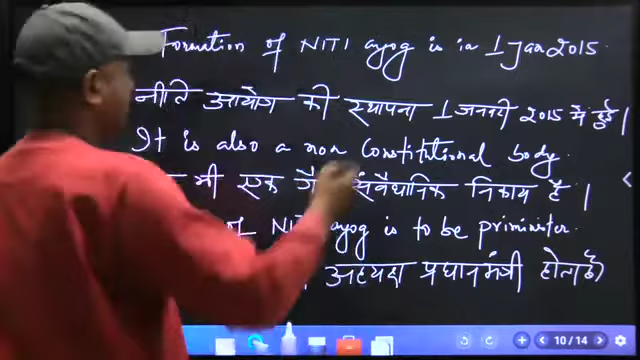 Formation of NITI ayog is in 1 Jan 2015.
नीति आयोग की स्थापना 1 जनवरी 2015 में हुई |
It is also a non Constitutional body.
भी एक संवैधानिक निकाय है |
of NITI ayog is to be priminister.
अध्यक्ष प्रधानमंत्री होता है)
10 / 14